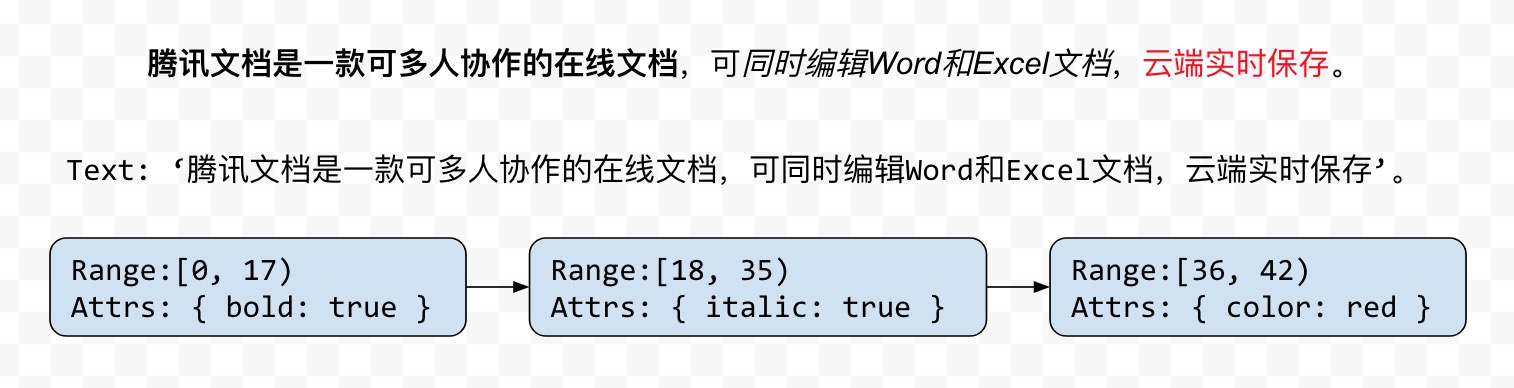 腾讯文档是一款可多人协作的在线文档，可同时编辑Word和Excel文档，云端实时保存。
Text: ‘腾讯文档是一款可多人协作的在线文档，可同时编辑Word和Excel文档，云端实时保存’。
Range:[0, 17)
Attrs: { bold: true }
Range:[18, 35)
Attrs: { italic: true }
Range:[36, 42)
Attrs: { color: red }